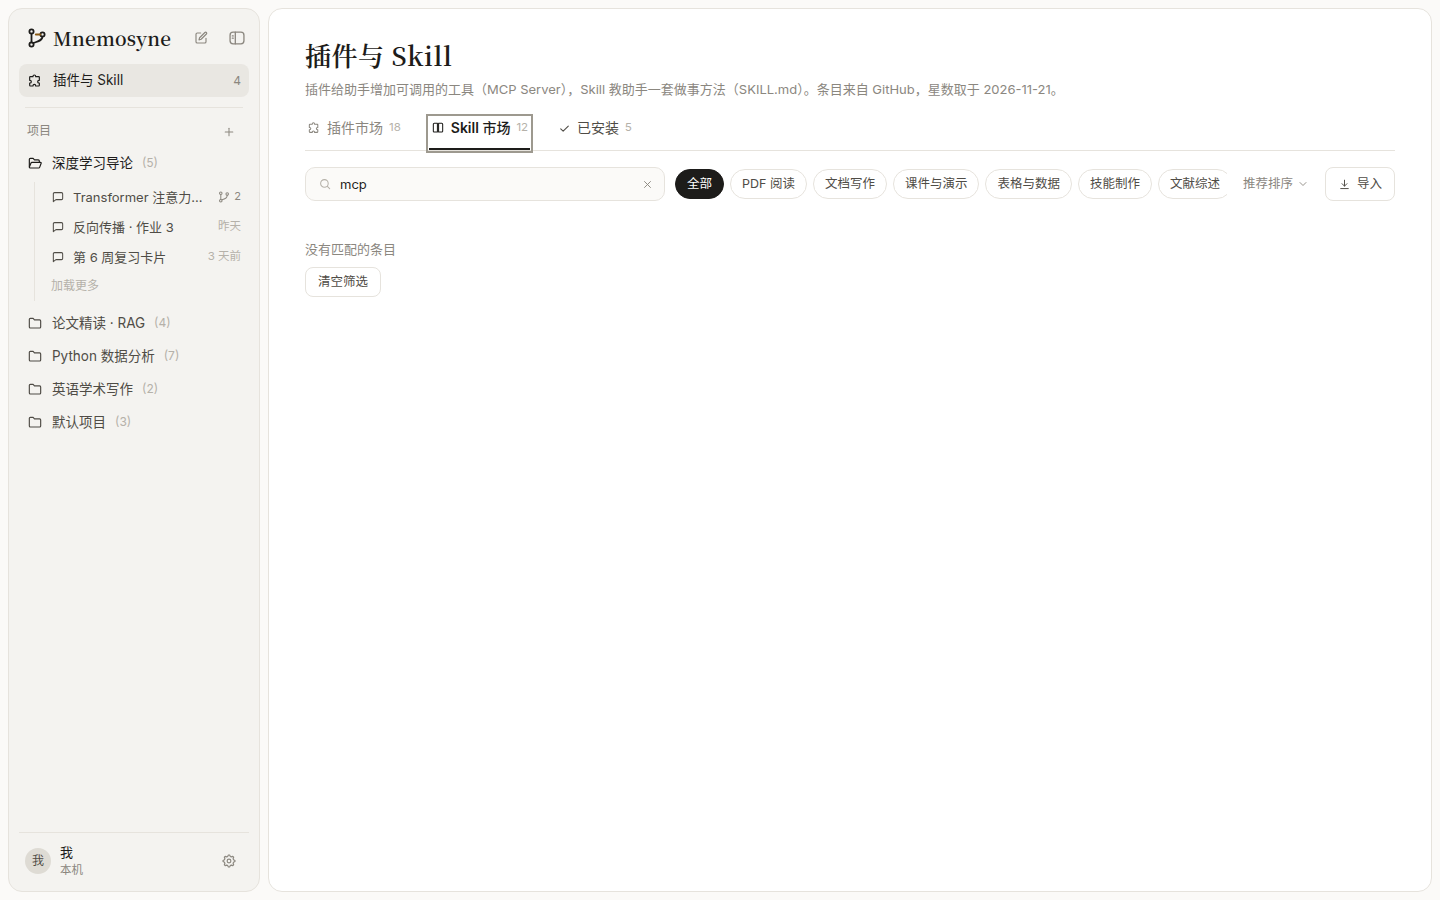 Mnemosyne
插件与 Skill 4
项目
深度学习导论 (5)
Transformer 注意力... 2
反向传播 · 作业 3 昨天
第 6 周复习卡片 3 天前
加载更多
论文精读 · RAG (4)
Python 数据分析 (7)
英语学术写作 (2)
默认项目 (3)
我 我
本机
插件与 Skill
插件给助手增加可调用的工具（MCP Server），Skill 教助手一套做事方法（SKILL.md）。条目来自 GitHub，星数取于 2026-11-21。
插件市场 18 Skill 市场 12 已安装 5
mcp 全部 PDF 阅读 文档写作 课件与演示 表格与数据 技能制作 文献综述 推荐排序 导入
没有匹配的条目
清空筛选